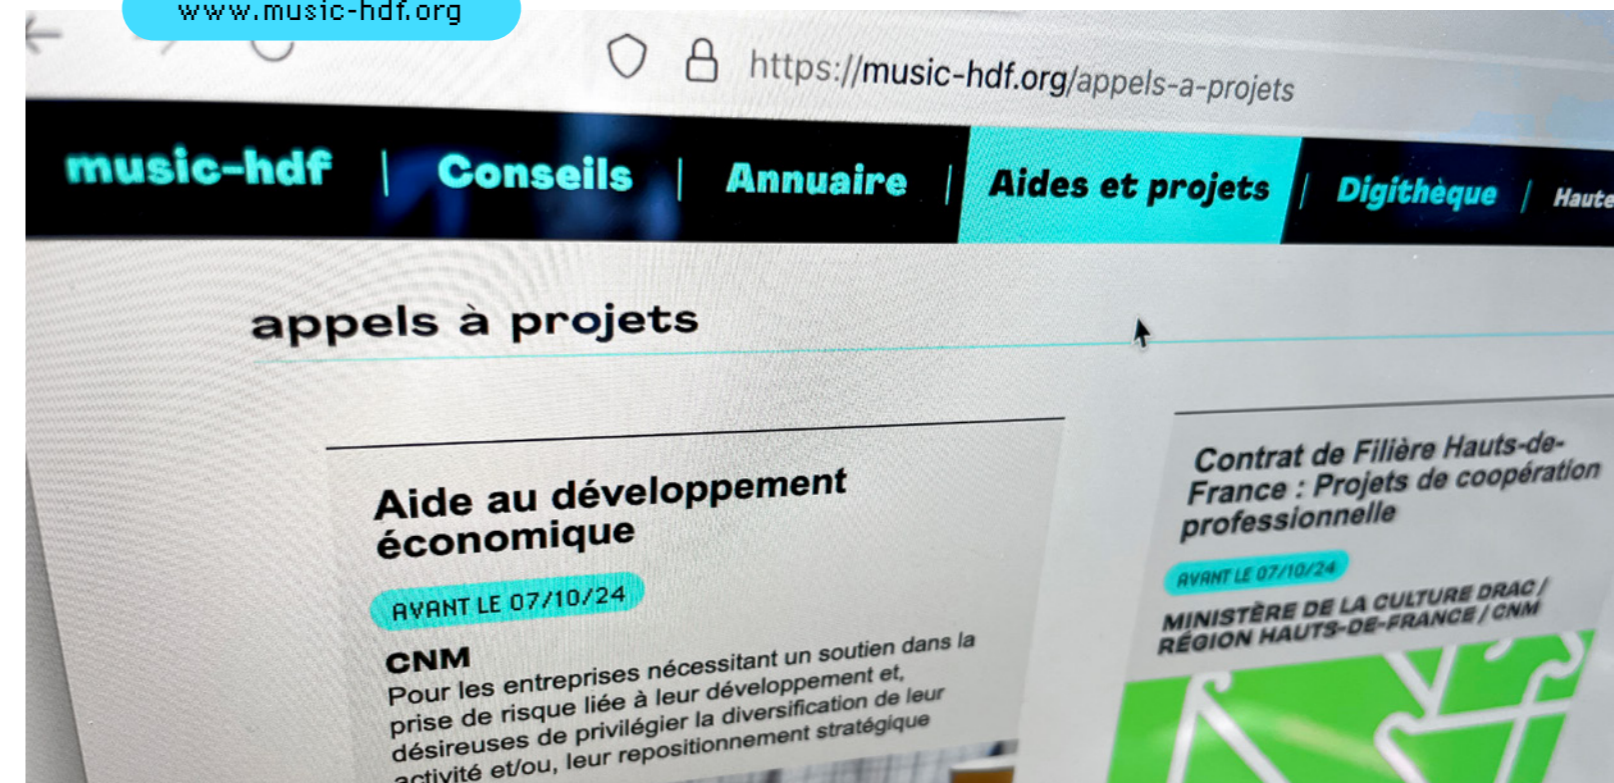 www.music-hdf.org
https://music-hdf.org/appels-a-projets
music-hdf | Conseils | Annuaire | Aides et projets | Digithèque | Haute
appels à projets
Aide au développement
économique
AVANT LE 07/10/24
CNM
Pour les entreprises nécessitant un soutien dans la
prise de risque liée à leur développement et,
désireuses de privilégier la diversification de leur
activité et/ou, leur repositionnement stratégique
Contrat de Filière Hauts-de-
France : Projets de coopération
professionnelle
AVANT LE 07/10/24
MINISTÈRE DE LA CULTURE DRAC /
RÉGION HAUTS-DE-FRANCE / CNM